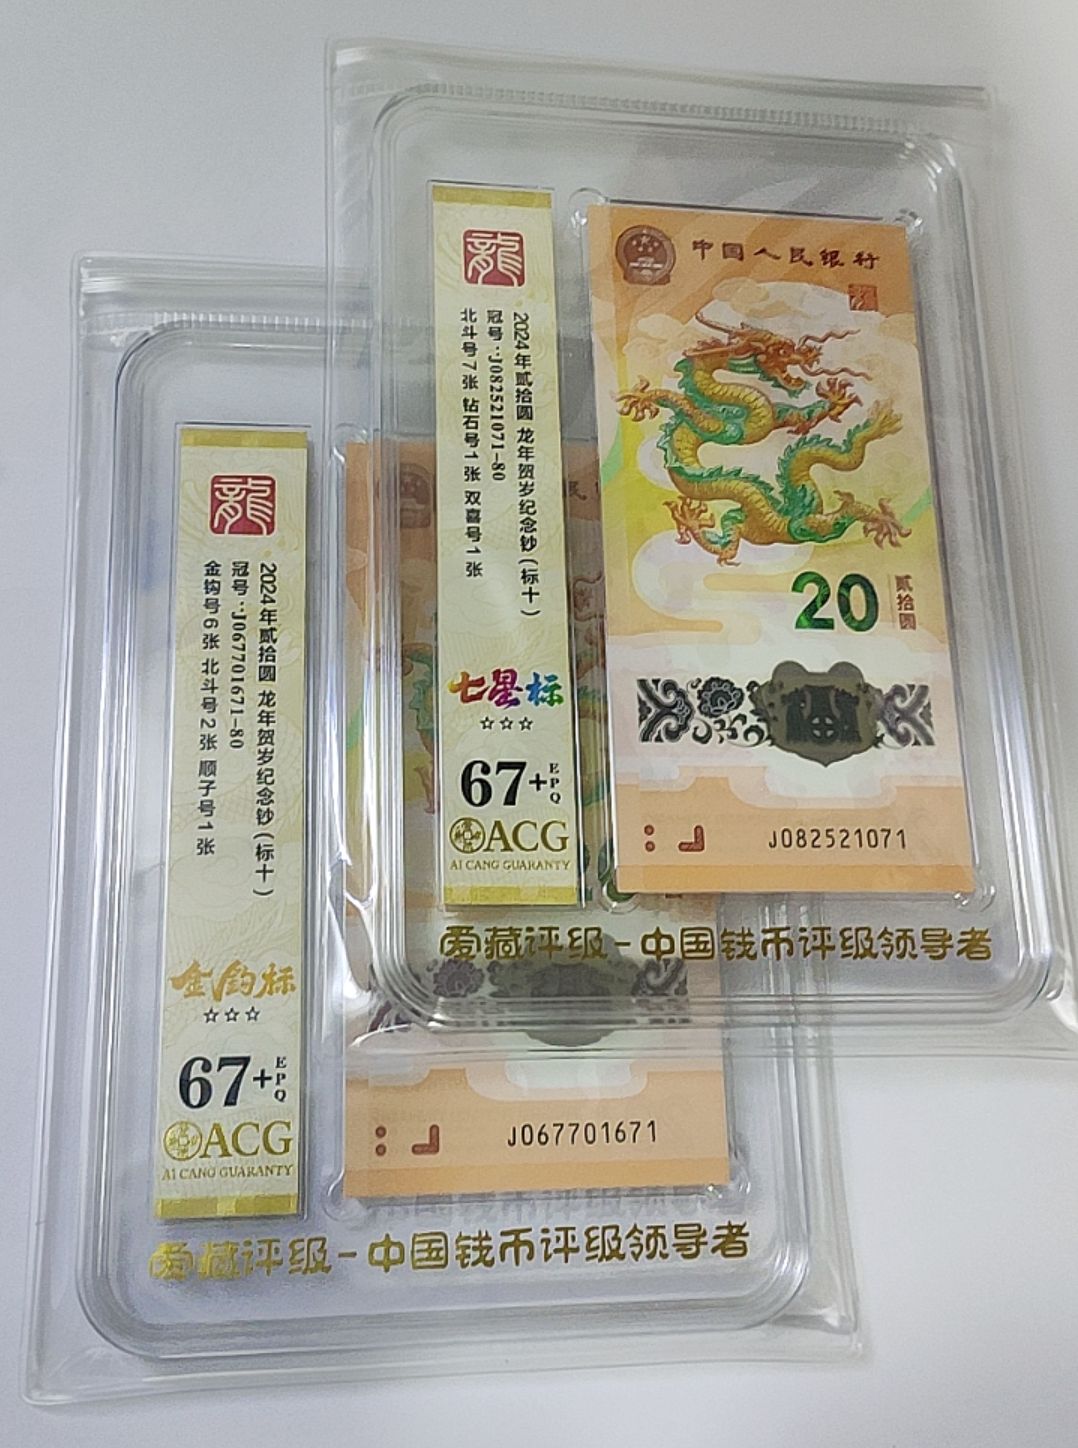 龍
2024年贰拾圆 龙年贺岁纪念钞(标十)
冠号:J082521071-80
北斗号7张 钻石号1张 双喜号1张
七星标
☆☆☆
67+EPQ
ACG
AI CANG GUARANTY
中国人民银行
20
贰拾圆
J082521071
爱藏评级-中国钱币评级领导者
龍
2024年贰拾圆 龙年贺岁纪念钞(标十)
冠号:J067701671-80
金钩号6张 北斗号2张 顺子号1张
金钩标
☆☆☆
67+EPQ
ACG
AI CANG GUARANTY
J067701671
爱藏评级-中国钱币评级领导者